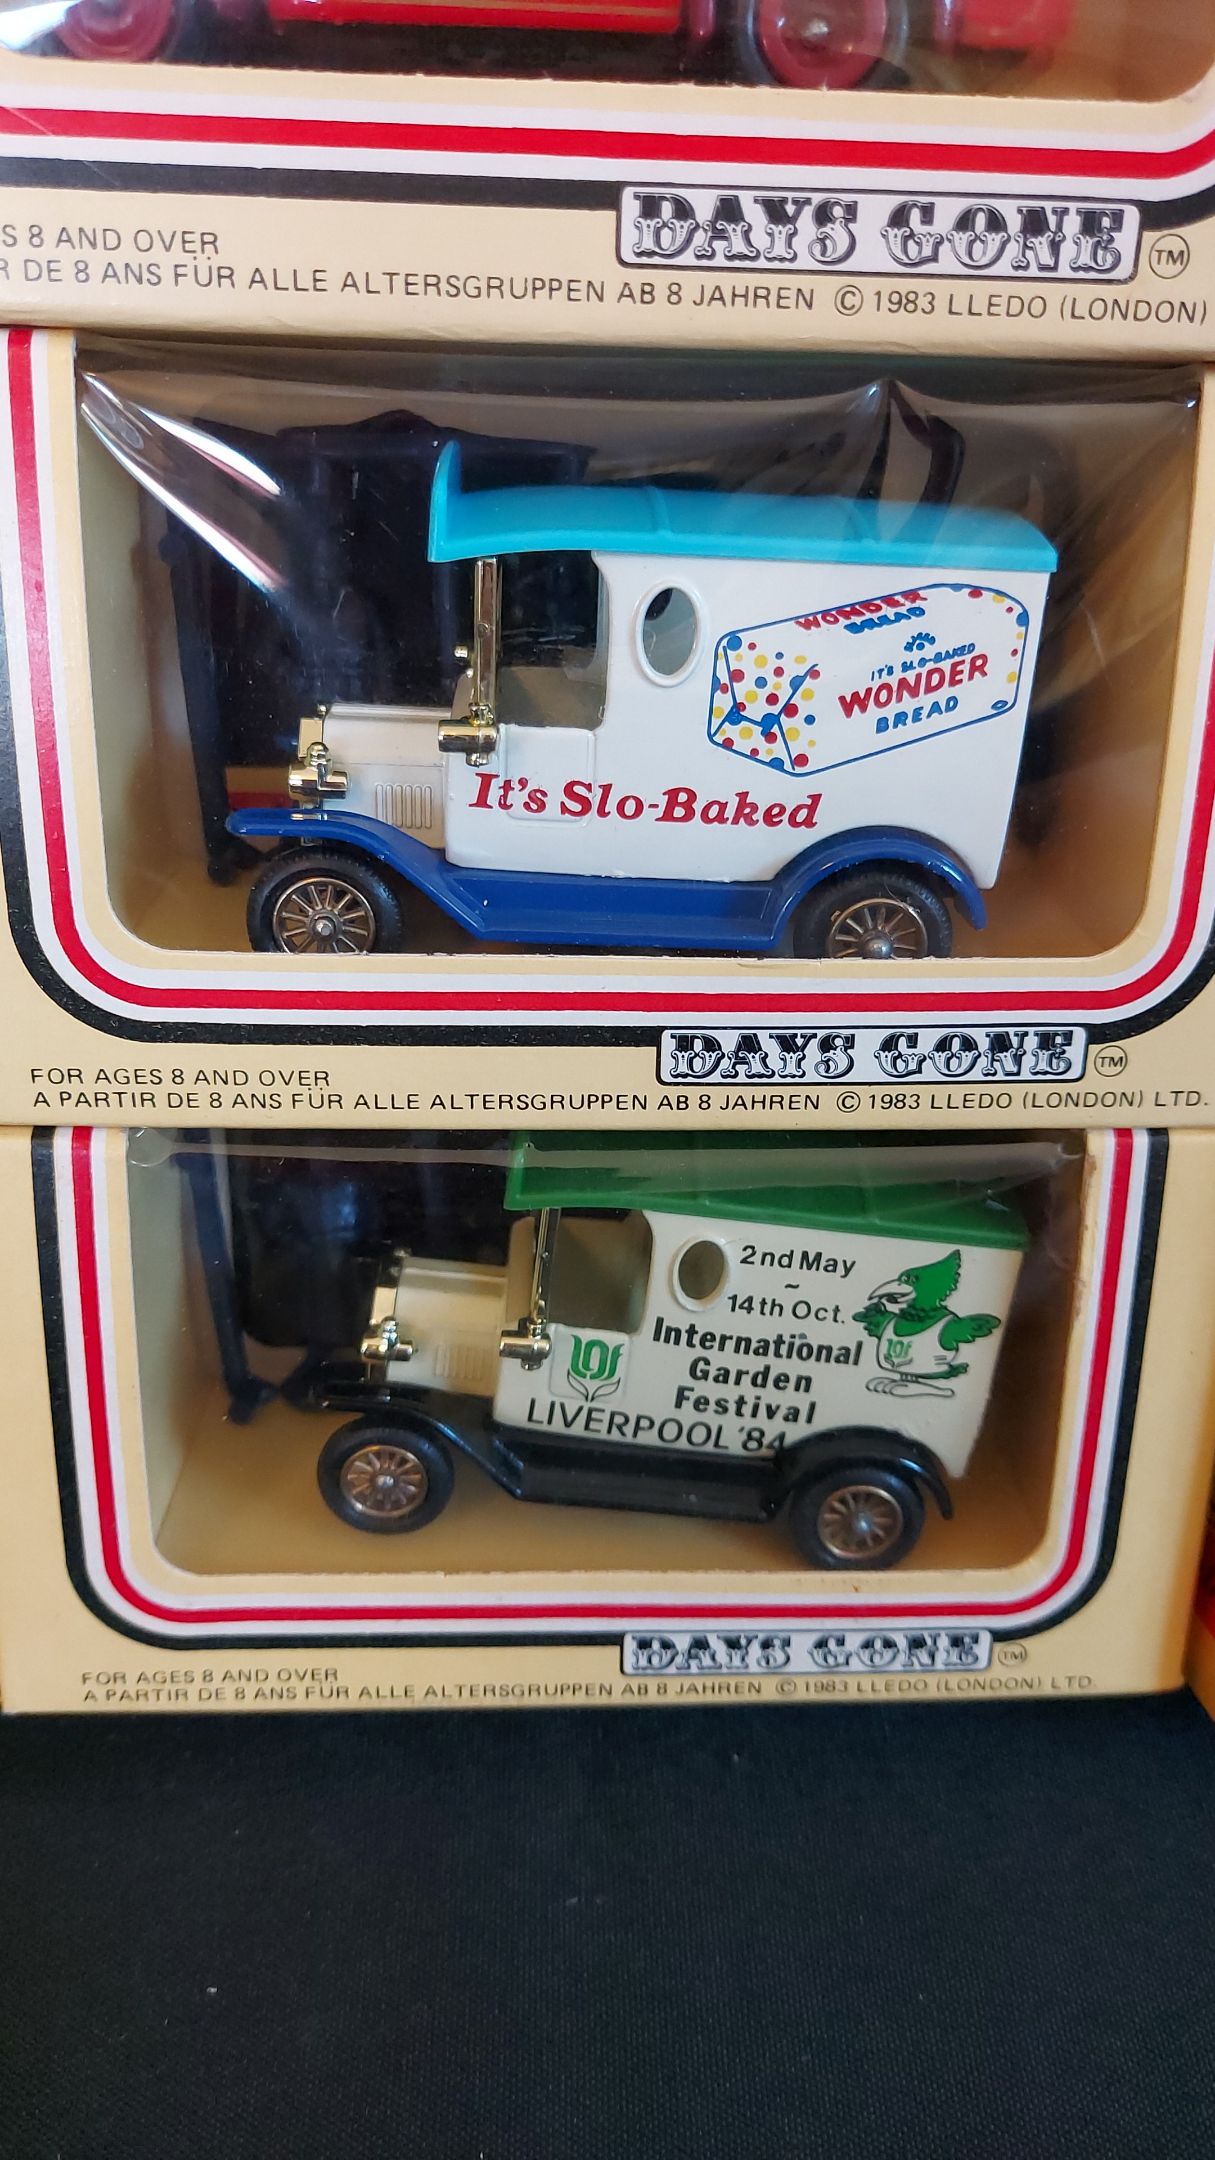 DAYS GONE TM
S 8 AND OVER
R DE 8 ANS FÜR ALLE ALTERSGRUPPEN AB 8 JAHREN © 1983 LLEDO (LONDON)
WONDER
BREAD
IT'S SLO-BAKED
WONDER
BREAD
It's Slo-Baked
DAYS GONE TM
FOR AGES 8 AND OVER
A PARTIR DE 8 ANS FÜR ALLE ALTERSGRUPPEN AB 8 JAHREN © 1983 LLEDO (LONDON) LTD.
2nd May
~
14th Oct.
International
Garden
Festival
LIVERPOOL '84
DAYS GONE TM
FOR AGES 8 AND OVER
A PARTIR DE 8 ANS FÜR ALLE ALTERSGRUPPEN AB 8 JAHREN © 1983 LLEDO (LONDON) LTD.